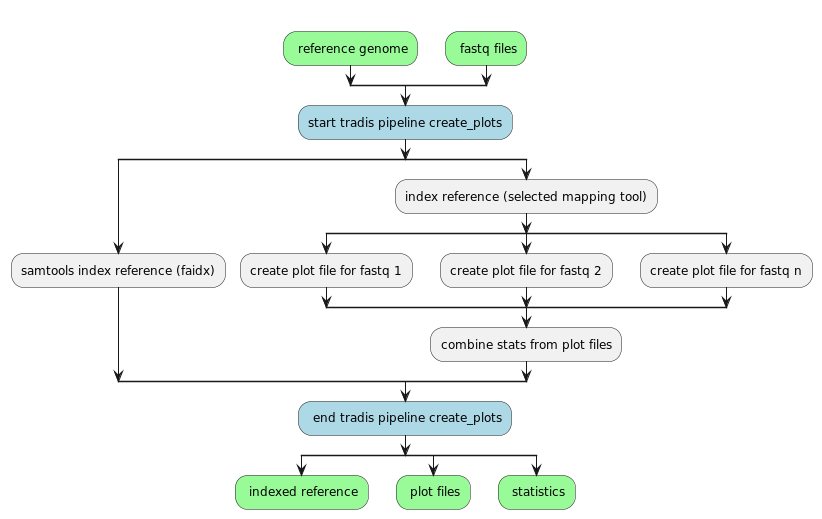 reference genome
fastq files
start tradis pipeline create_plots
index reference (selected mapping tool)
samtools index reference (faidx)
create plot file for fastq 1
create plot file for fastq 2
create plot file for fastq n
combine stats from plot files
end tradis pipeline create_plots
indexed reference
plot files
statistics